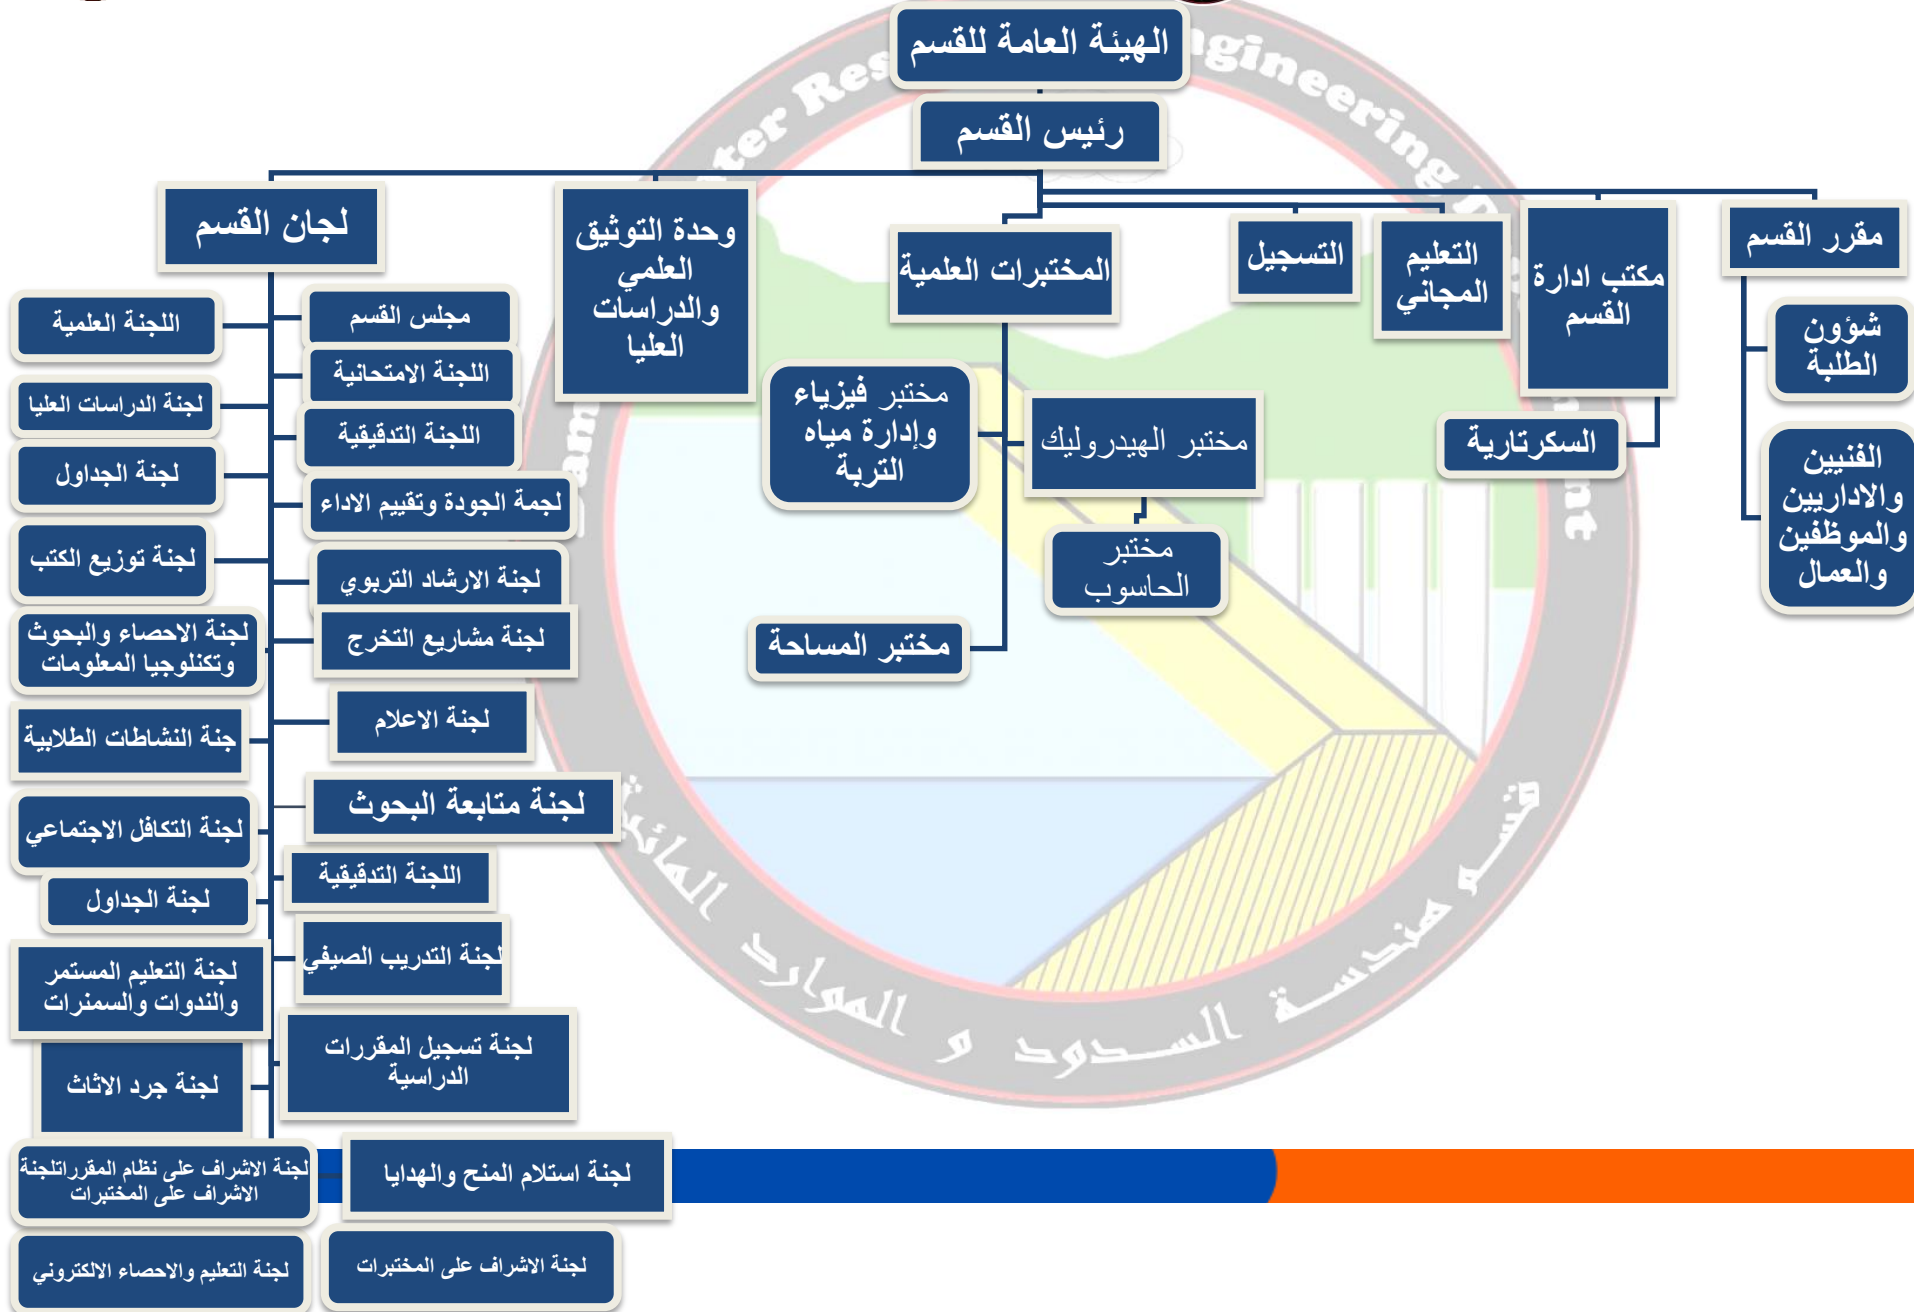 الهيئة العامة للقسم
رئيس القسم
مقرر القسم
شؤون
الطلبة
الفنيين
والاداريين
والموظفين
والعمال
مكتب ادارة
القسم
السكرتارية
التعليم
المجاني
التسجيل
المختبرات العلمية
مختبر فيزياء
وإدارة مياه
التربة
مختبر الهيدروليك
مختبر
الحاسوب
مختبر المساحة
وحدة التوثيق
العلمي
والدراسات
العليا
لجان القسم
مجلس القسم
اللجنة العلمية
اللجنة الامتحانية
لجنة الدراسات العليا
اللجنة التدقيقية
لجنة الجداول
لجمة الجودة وتقييم الاداء
لجنة توزيع الكتب
لجنة الارشاد التربوي
لجنة مشاريع التخرج
لجنة الاحصاء والبحوث
وتكنلوجيا المعلومات
لجنة الاعلام
جنة النشاطات الطلابية
لجنة متابعة البحوث
لجنة التكافل الاجتماعي
اللجنة التدقيقية
لجنة الجداول
لجنة التدريب الصيفي
لجنة التعليم المستمر
والندوات والسمنرات
لجنة تسجيل المقررات
الدراسية
لجنة جرد الاثاث
لجنة استلام المنح والهدايا
لجنة الاشراف على نظام المقرراتلجنة
الاشراف على المختبرات
لجنة الاشراف على المختبرات
لجنة التعليم والاحصاء الالكتروني
قسم هندسة السدود و الموارد المائية